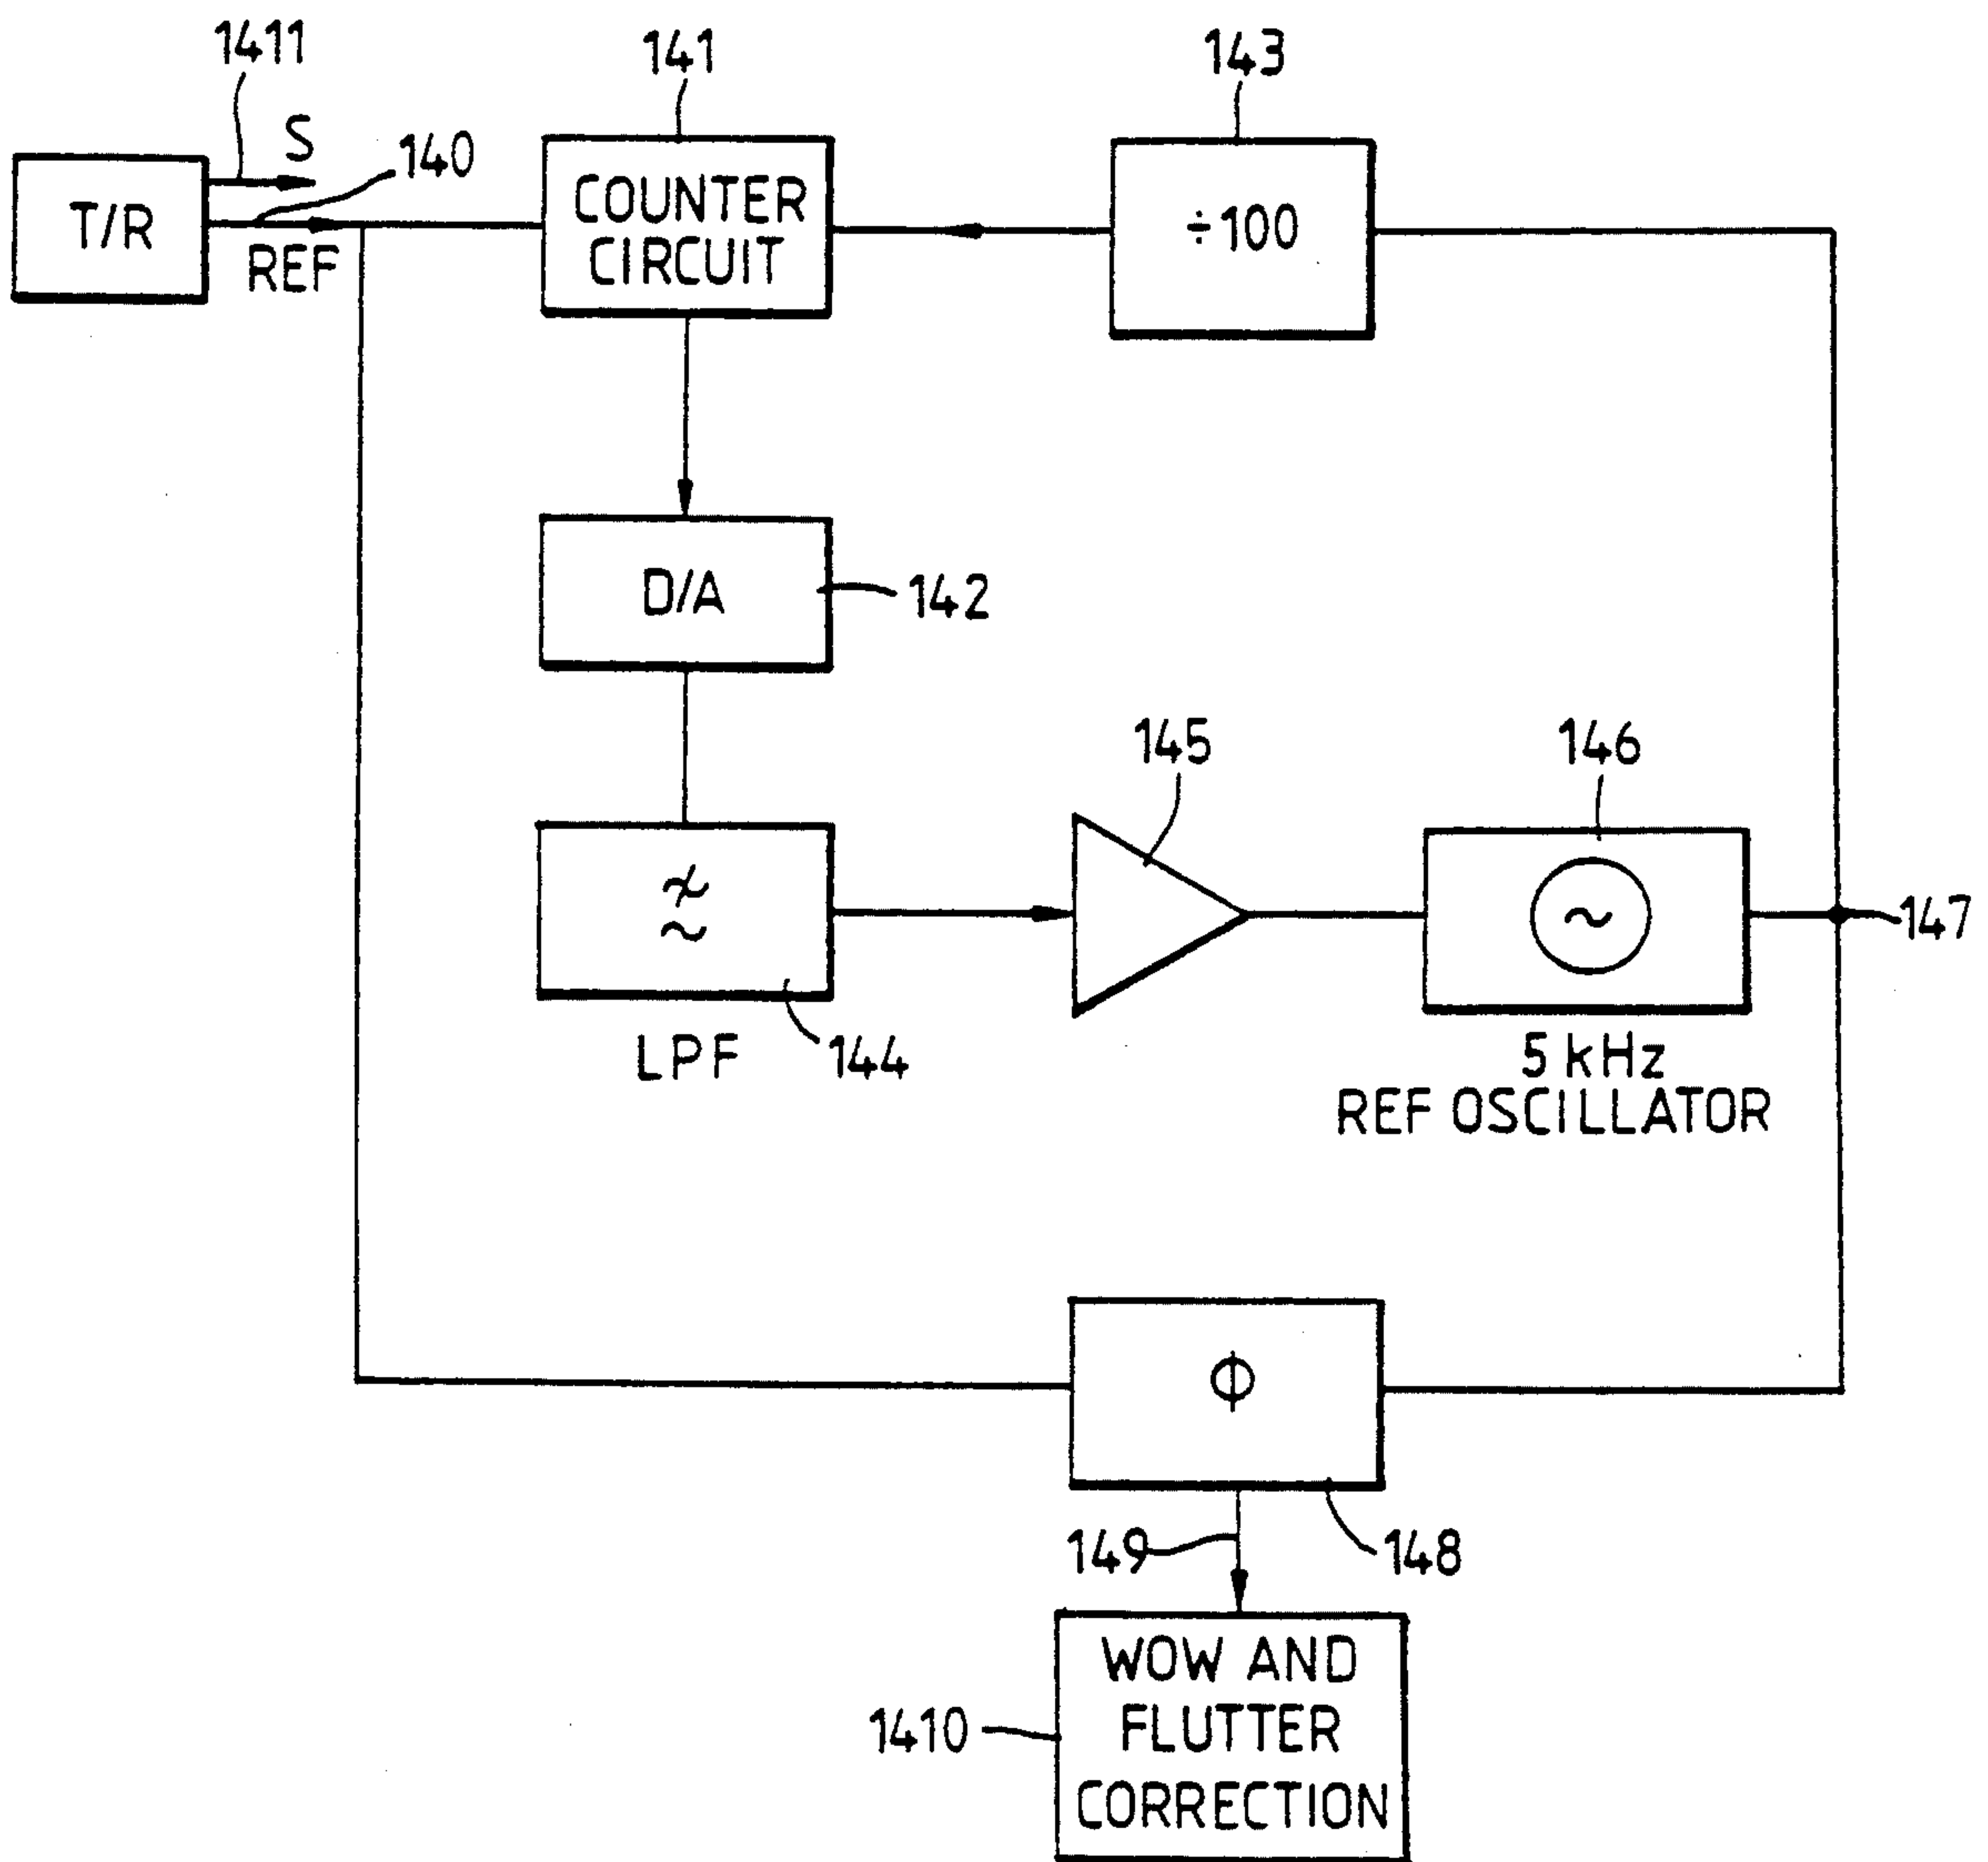 1411
141
143
S
140
T/R
REF
COUNTER
CIRCUIT
÷100
D/A
142
145
146
~
~
~
147
LPF
144
5 kHz
REF OSCILLATOR
Φ
149
148
WOW AND
FLUTTER
CORRECTION
1410